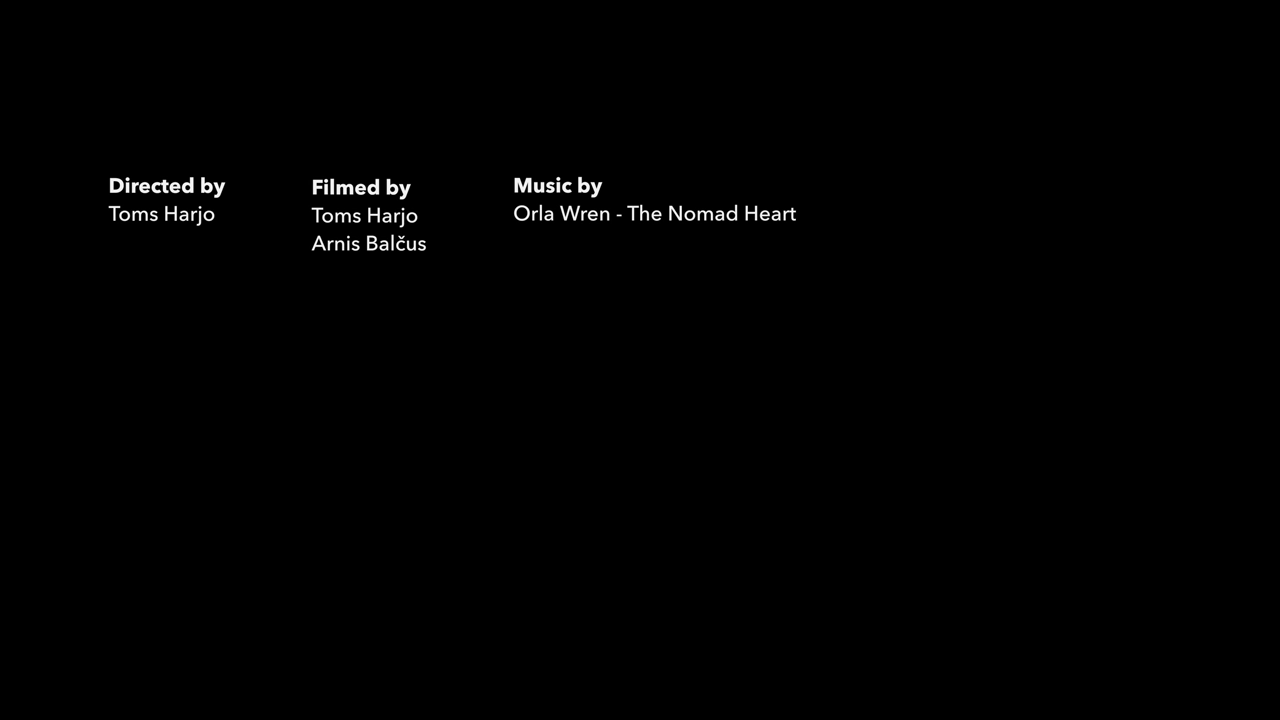 Directed by
Toms Harjo
Filmed by
Toms Harjo
Arnis Balčus
Music by
Orla Wren - The Nomad Heart